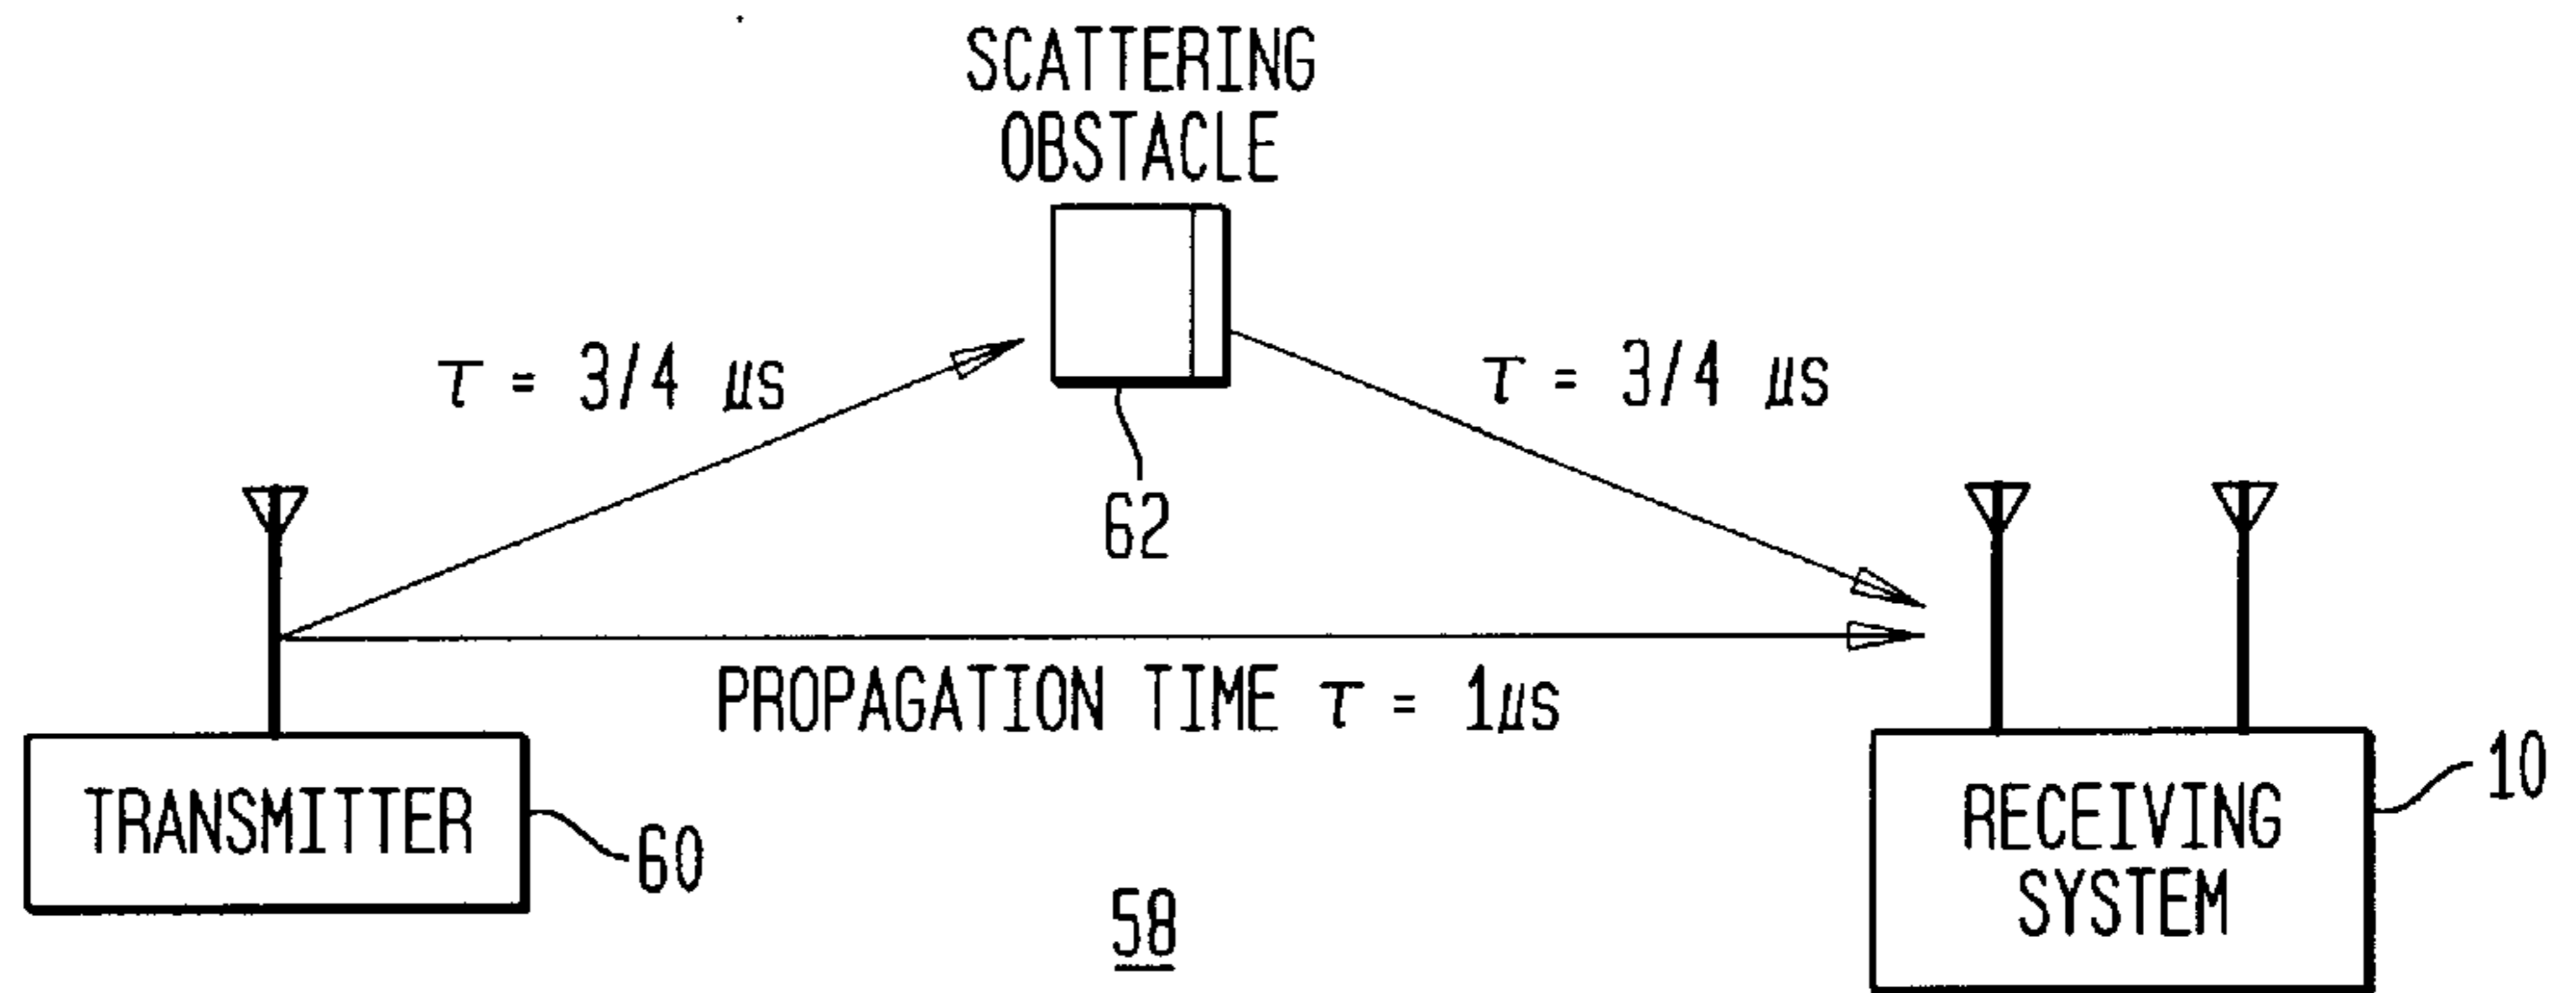 SCATTERING
OBSTACLE
τ = 3/4 μs
τ = 3/4 μs
62
PROPAGATION TIME τ = 1μs
TRANSMITTER
60
RECEIVING
SYSTEM
10
58